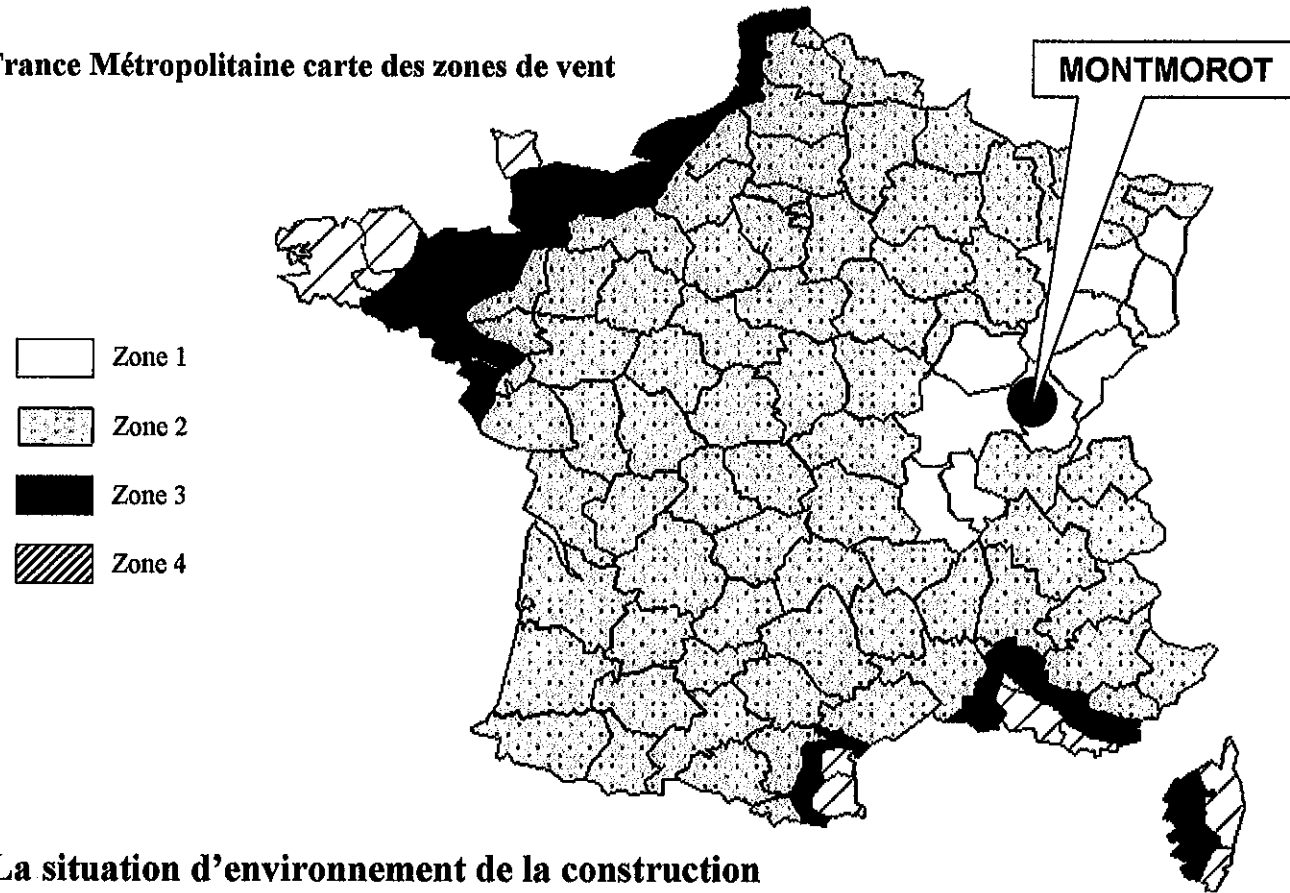 France Métropolitaine carte des zones de vent
MONTMOROT
Zone 1
Zone 2
Zone 3
Zone 4
La situation d'environnement de la construction